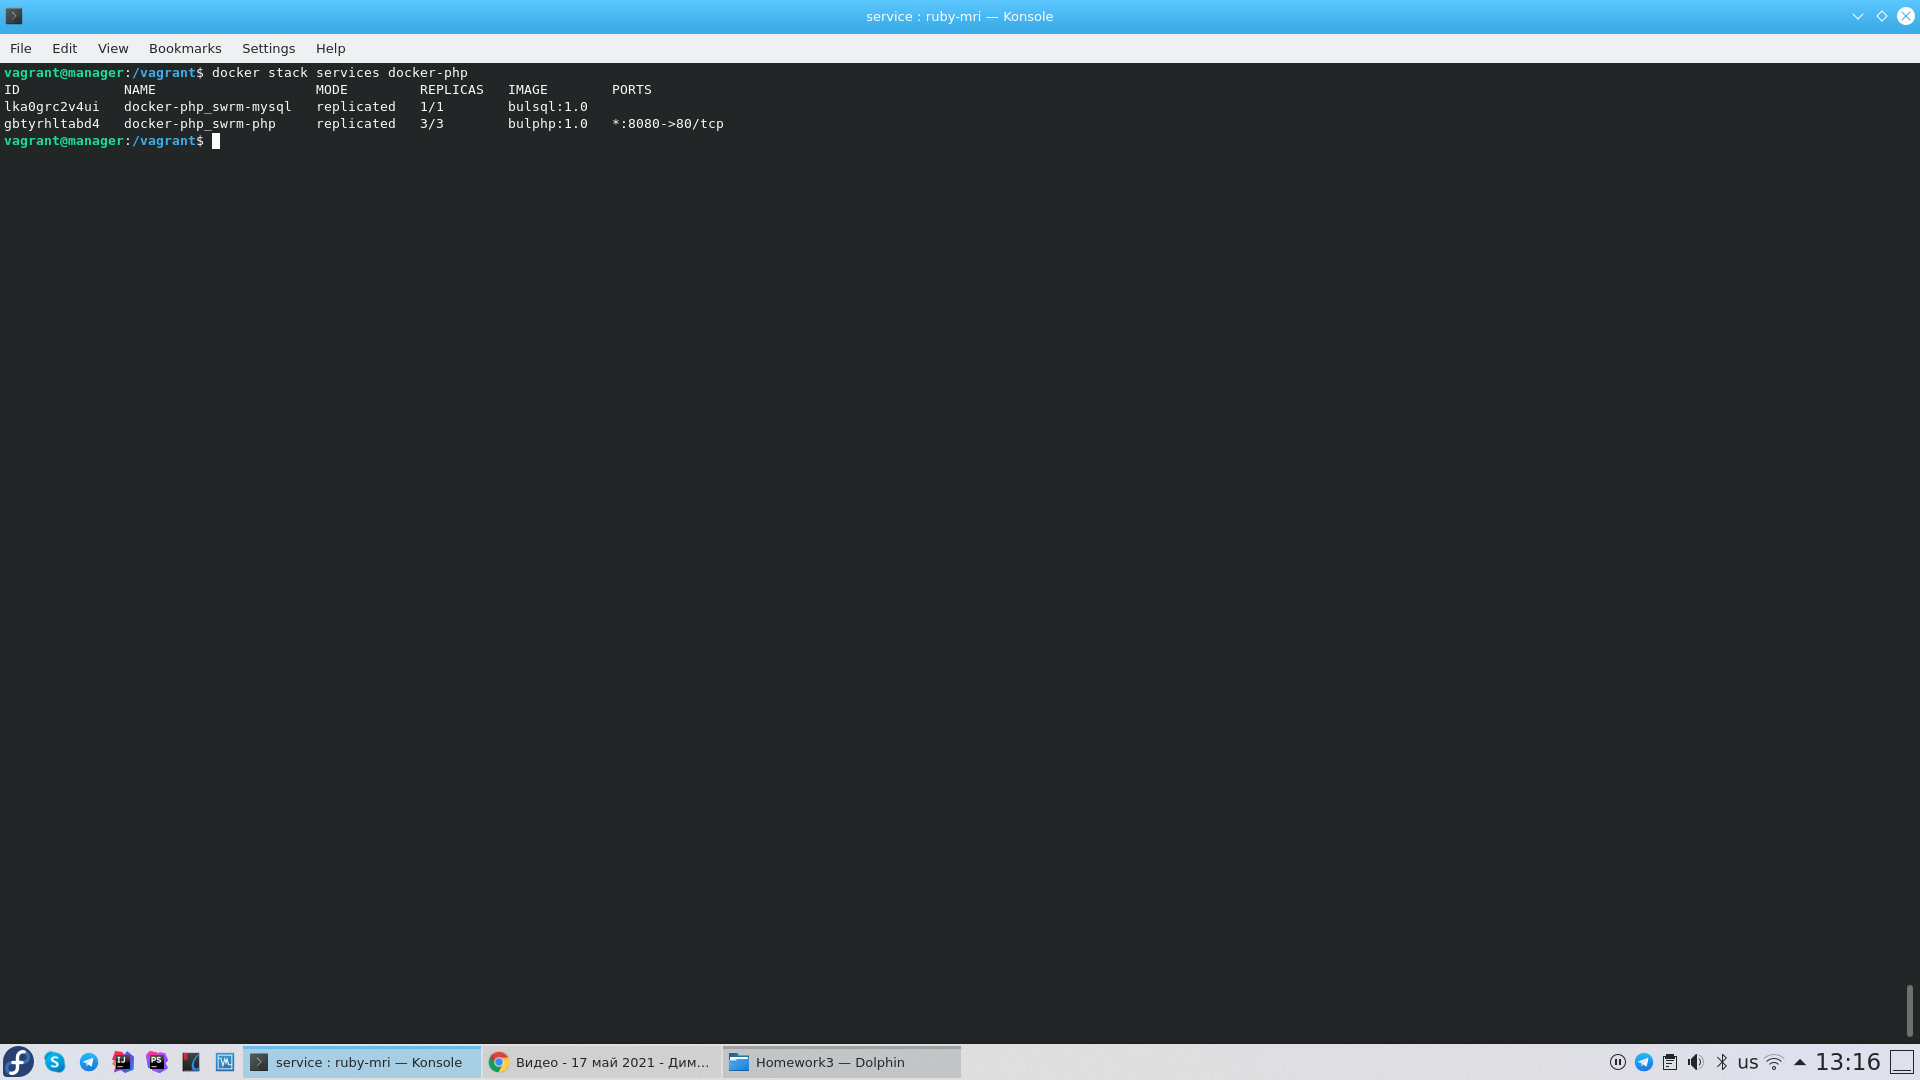 service : ruby-mri — Konsole
File Edit View Bookmarks Settings Help
vagrant@manager:/vagrant$ docker stack services docker-php
ID NAME MODE REPLICAS IMAGE PORTS
lka0grc2v4ui docker-php_swrm-mysql replicated 1/1 bulsql:1.0
gbtyrhltabd4 docker-php_swrm-php replicated 3/3 bulphp:1.0 *:8080->80/tcp
vagrant@manager:/vagrant$
service : ruby-mri — Konsole Видео - 17 май 2021 - Дим... Homework3 — Dolphin us 13:16